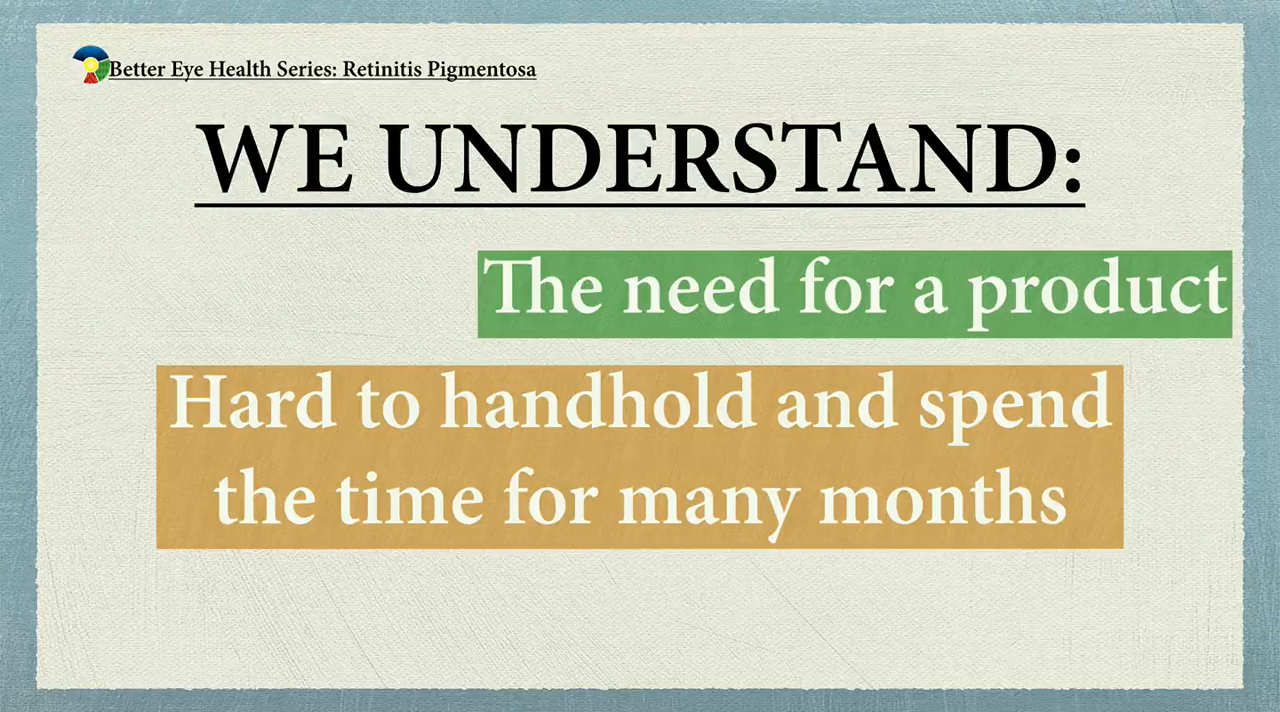 Better Eye Health Series: Retinitis Pigmentosa
WE UNDERSTAND:
The need for a product
Hard to handhold and spend
the time for many months